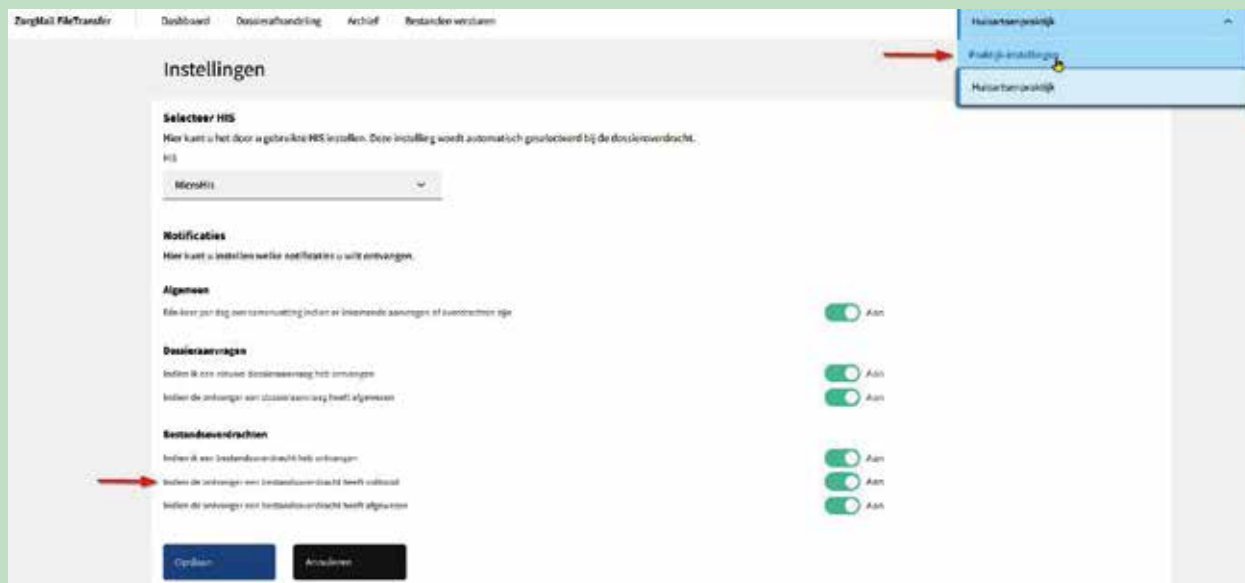 ZorgMail FileTransfer
Dashboard
Dossierafhandeling
Archief
Bestanden versturen
Huisartsenpraktijk
Praktijk-instellingen
Huisartsenpraktijk
Instellingen
Selecteer HIS
Hier kunt u het door u gebruikte HIS instellen. Deze instelling wordt automatisch geselecteerd bij de dossieroverdracht.
HIS
MicroHis
Notificaties
Hier kunt u instellen welke notificaties u wilt ontvangen.
Algemeen
Eén keer per dag een samenvatting indien er inkomende aanvragen of overdrachten zijn
Aan
Dossieraanvragen
Indien ik een nieuwe dossieraanvraag heb ontvangen
Aan
Indien de ontvanger een dossieraanvraag heeft afgewezen
Aan
Bestandsoverdrachten
Indien ik een bestandsoverdracht heb ontvangen
Aan
Indien de ontvanger een bestandsoverdracht heeft voltooid
Aan
Indien de ontvanger een bestandsoverdracht heeft afgewezen
Aan
Opslaan
Annuleren